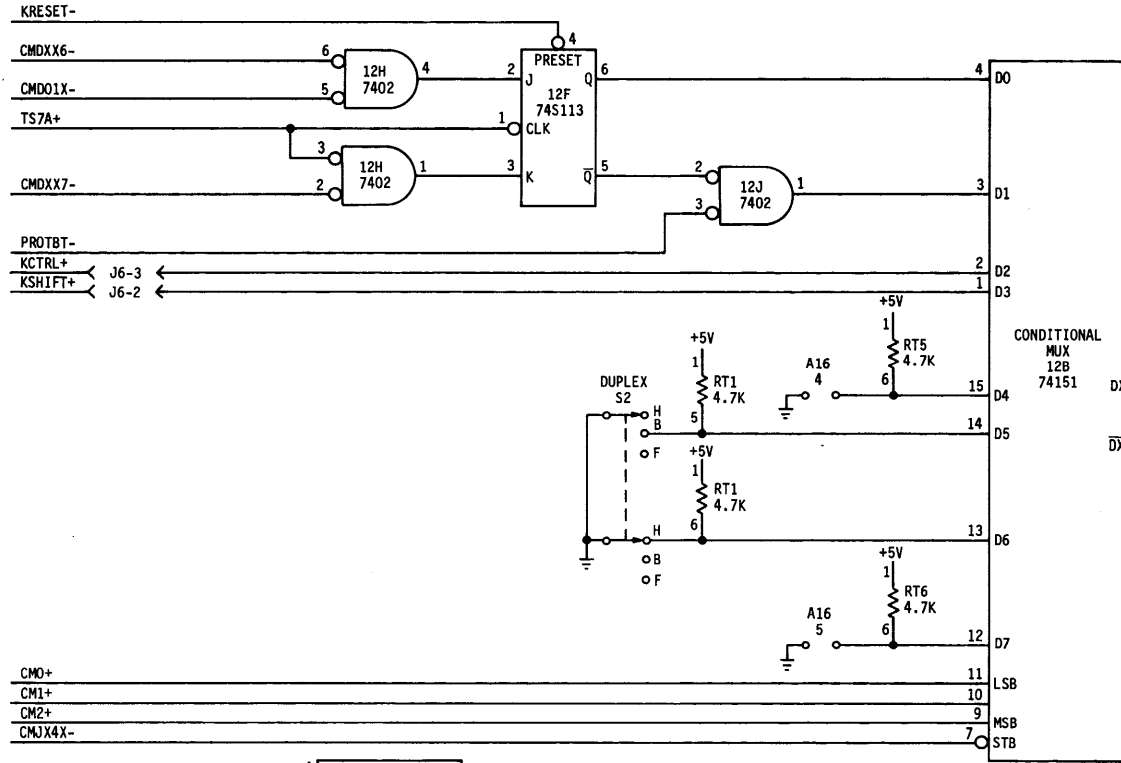 KRESET-
4
CMDXX6-
6
12H
7402
4
2
PRESET
J
Q
6
12F
74S113
4
D0
CMD01X-
5
TS7A+
1
CLK
3
12H
7402
1
3
K
Q̅
5
2
12J
7402
1
3
D1
CMDXX7-
2
3
PROTBT-
KCTRL+
J6-3
2
D2
KSHIFT+
J6-2
1
D3
+5V
1
RT5
4.7K
6
CONDITIONAL
MUX
12B
74151
+5V
1
RT1
4.7K
5
A16
4
15
D4
DUPLEX
S2
H
B
F
14
D5
+5V
1
RT1
4.7K
6
H
B
F
13
D6
+5V
1
RT6
4.7K
6
A16
5
12
D7
CM0+
11
LSB
CM1+
10
CM2+
9
MSB
CMJX4X-
7
STB